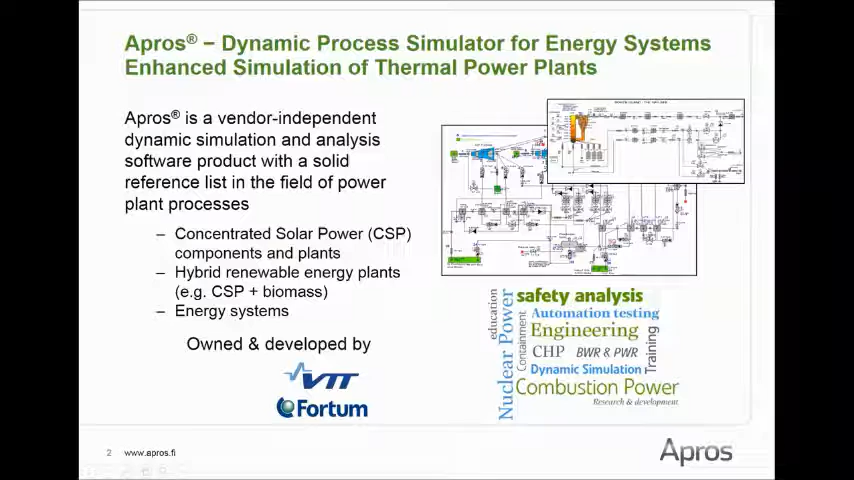 Apros® – Dynamic Process Simulator for Energy Systems
Enhanced Simulation of Thermal Power Plants
Apros® is a vendor-independent
dynamic simulation and analysis
software product with a solid
reference list in the field of power
plant processes
– Concentrated Solar Power (CSP)
components and plants
– Hybrid renewable energy plants
(e.g. CSP + biomass)
– Energy systems
Owned & developed by
VTT
Fortum
education
Nuclear Power
safety analysis
Automation testing
Containment
Engineering
CHP
BWR & PWR
Training
Dynamic Simulation
Combustion Power
Research & development
2
www.apros.fi
Apros